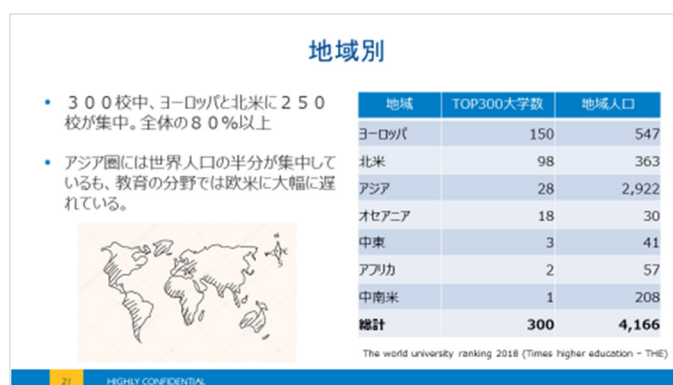 地域別
• ３００校中、ヨーロッパと北米に２５０
校が集中。全体の８０％以上
• アジア圏には世界人口の半分が集中して
いるも、教育の分野では欧米に大幅に遅
れている。
地域 TOP300大学数 地域人口
ヨーロッパ 150 547
北米 98 363
アジア 28 2,922
オセアニア 18 30
中東 3 41
アフリカ 2 57
中南米 1 208
総計 300 4,166
The world university ranking 2018 (Times higher education – THE)
21 HIGHLY CONFIDENTIAL